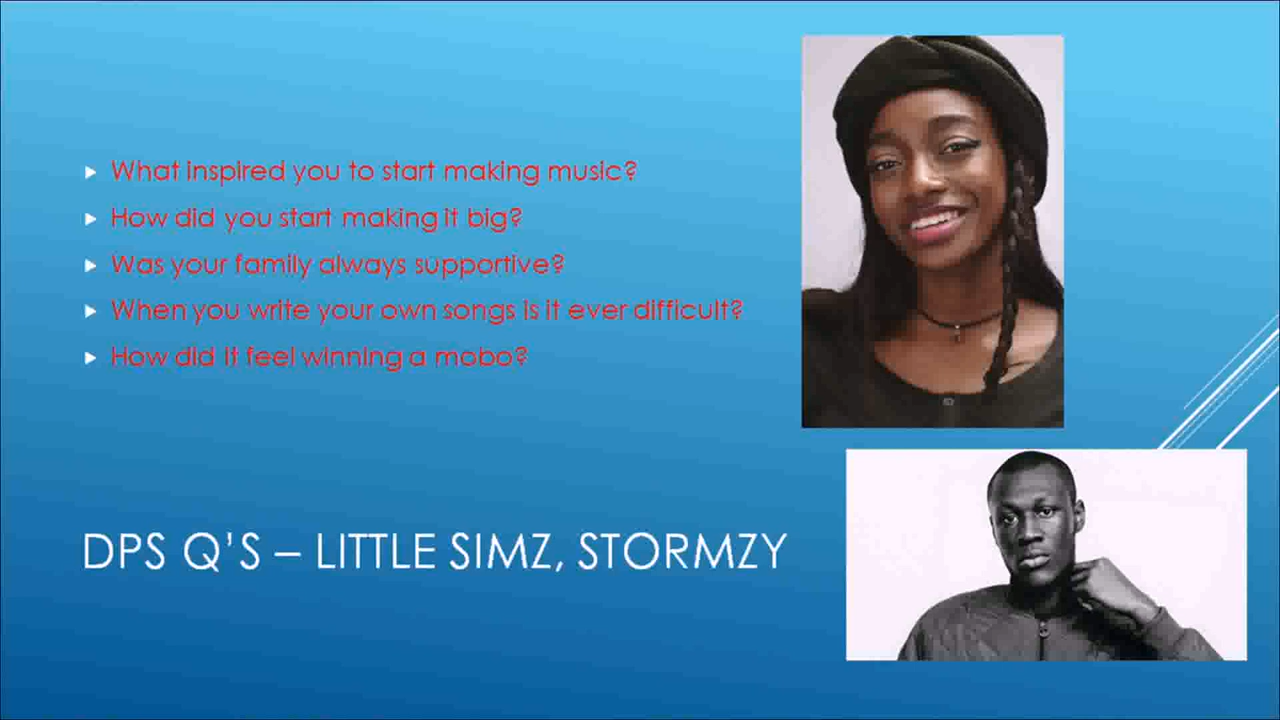 What inspired you to start making music?
How did you start making it big?
Was your family always supportive?
When you write your own songs is it ever difficult?
How did it feel winning a mobo?
DPS Q'S – LITTLE SIMZ, STORMZY